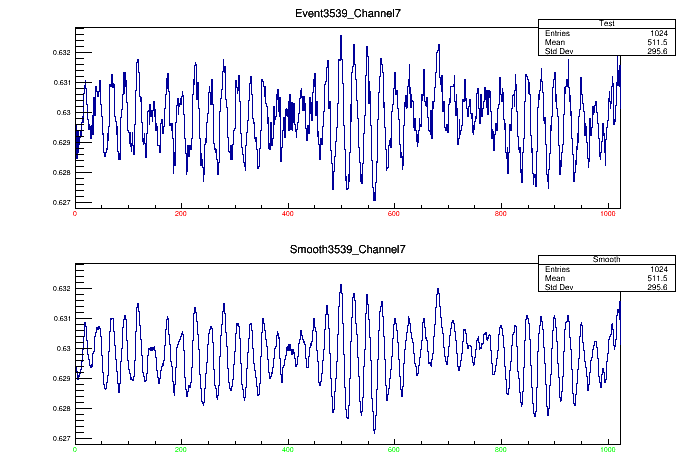 Event3539_Channel7
Test
Entries 1024
Mean 511.5
Std Dev 295.6
0.632
0.631
0.63
0.629
0.628
0.627
0 200 400 600 800 1000
Smooth3539_Channel7
Smooth
Entries 1024
Mean 511.5
Std Dev 295.6
0.632
0.631
0.63
0.629
0.628
0.627
0 200 400 600 800 1000